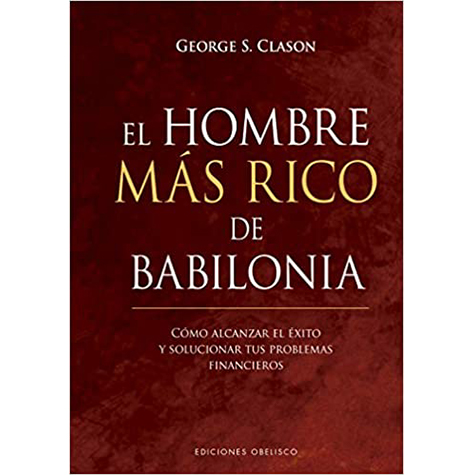 GEORGE S. CLASON
EL HOMBRE
MÁS RICO
DE
BABILONIA
CÓMO ALCANZAR EL ÉXITO
Y SOLUCIONAR TUS PROBLEMAS
FINANCIEROS
EDICIONES OBELISCO